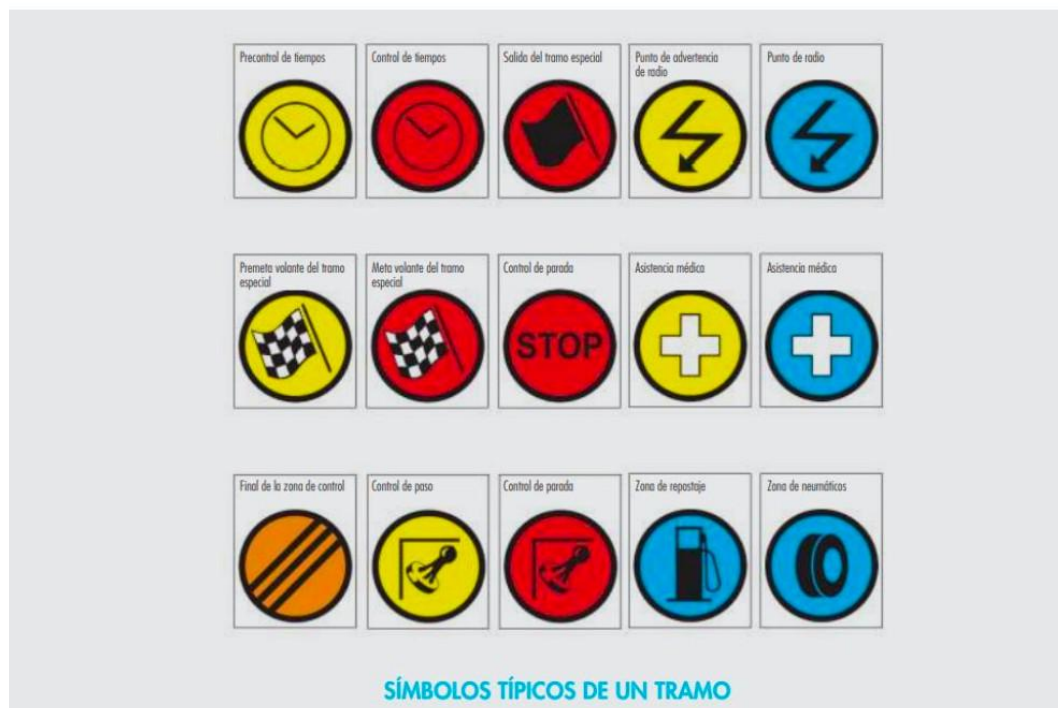 Precontrol de tiempos
Control de tiempos
Salida del tramo especial
Punto de advertencia
de radio
Punto de radio
Premeta volante del tramo
especial
Meta volante del tramo
especial
Control de parada
STOP
Asistencia médica
Asistencia médica
Final de la zona de control
Control de paso
Control de parada
Zona de repostaje
Zona de neumáticos
SÍMBOLOS TÍPICOS DE UN TRAMO